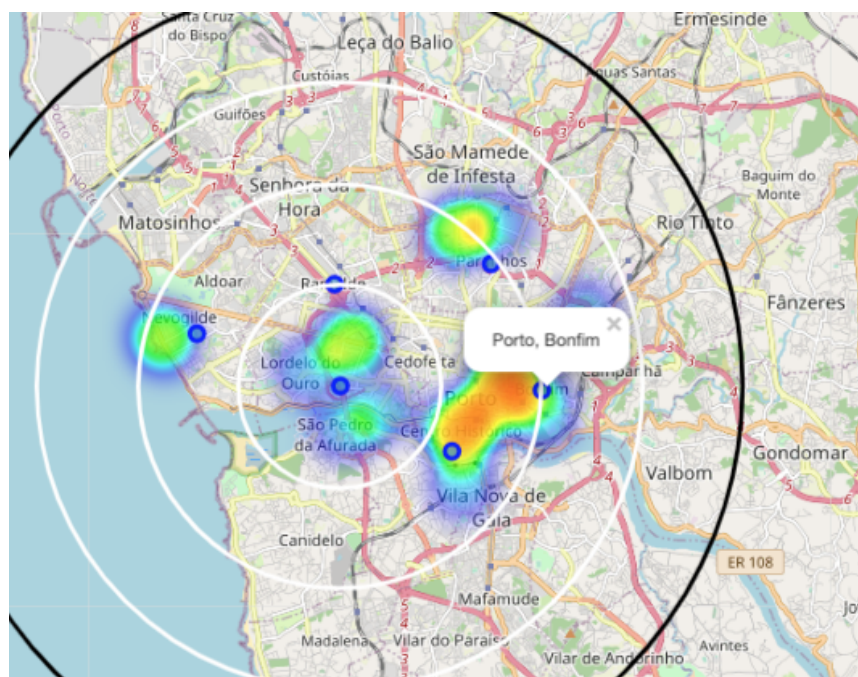 Santa Cruz
do Bispo
Ermesinde
Leça do Balio
Custóias
Águas Santas
Guifões
São Mamede
de Infesta
Baguim do
Monte
Senhora da
Hora
Matosinhos
Rio Tinto
Porto
Norte
Aldoar
Fânzeres
Nevogilde
Porto, Bonfim
×
Lordelo do
Ouro
Cedofeita
Campanhã
Porto
São Pedro
da Afurada
Centro Histórico
Gondomar
Valbom
Vila Nova de
Gaia
Canidelo
ER 108
Mafamude
Madalena
Vilar do Paraíso
Vilar de Andorinho
Avintes